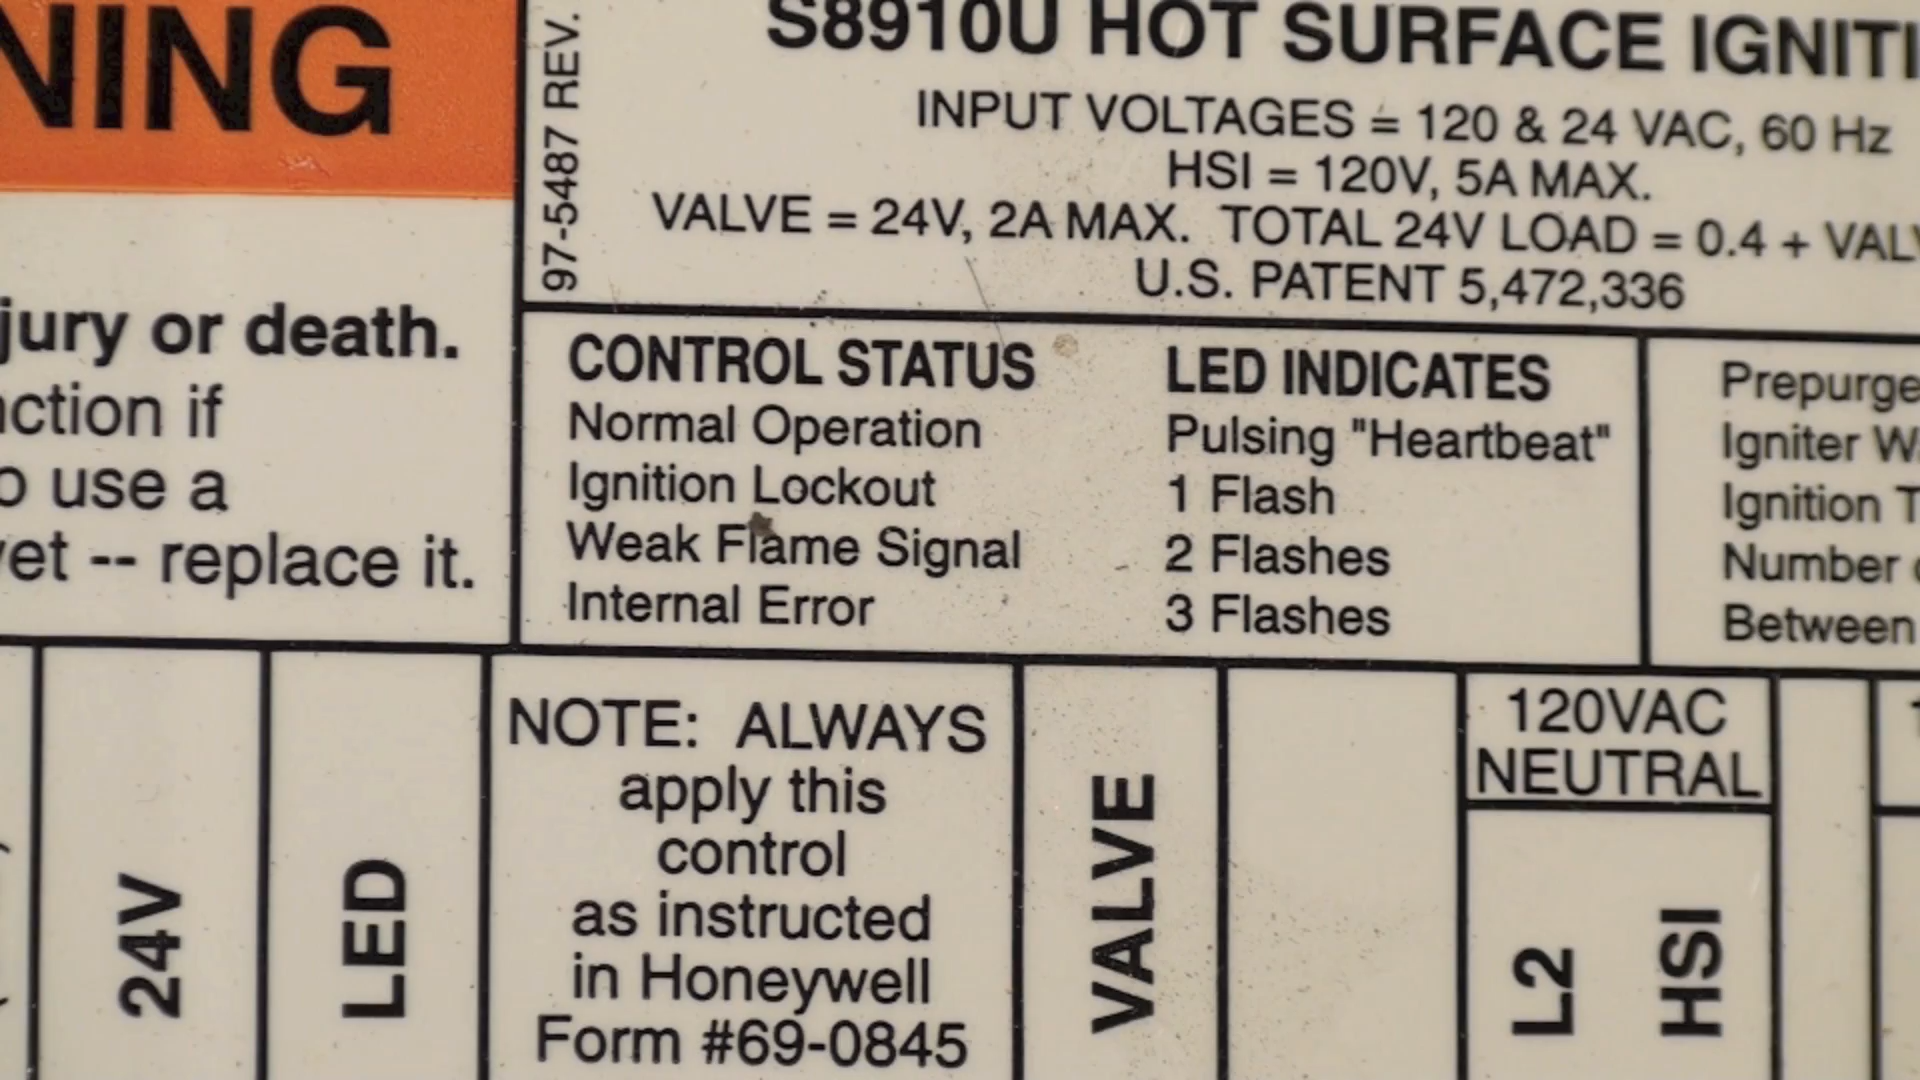 NING
jury or death.
nction if
o use a
vet -- replace it.
97-5487 REV.
S8910U HOT SURFACE IGNITI
INPUT VOLTAGES = 120 & 24 VAC, 60 Hz
HSI = 120V, 5A MAX.
VALVE = 24V, 2A MAX. TOTAL 24V LOAD = 0.4 + VALV
U.S. PATENT 5,472,336
CONTROL STATUS LED INDICATES
Normal Operation Pulsing "Heartbeat"
Ignition Lockout 1 Flash
Weak Flame Signal 2 Flashes
Internal Error 3 Flashes
Prepurge
Igniter W
Ignition T
Number
Between
24V
LED
NOTE: ALWAYS
apply this
control
as instructed
in Honeywell
Form #69-0845
VALVE
120VAC
NEUTRAL
L2
HSI